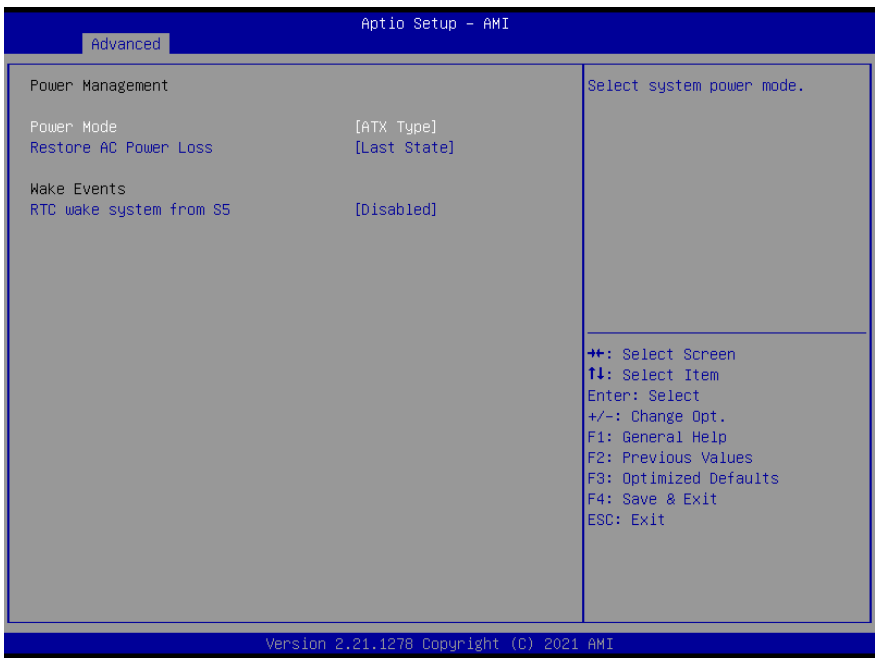 Aptio Setup – AMI
Advanced
Power Management
Power Mode [ATX Type]
Restore AC Power Loss [Last State]
Wake Events
RTC wake system from S5 [Disabled]
Select system power mode.
→←: Select Screen
↑↓: Select Item
Enter: Select
+/-: Change Opt.
F1: General Help
F2: Previous Values
F3: Optimized Defaults
F4: Save & Exit
ESC: Exit
Version 2.21.1278 Copyright (C) 2021 AMI